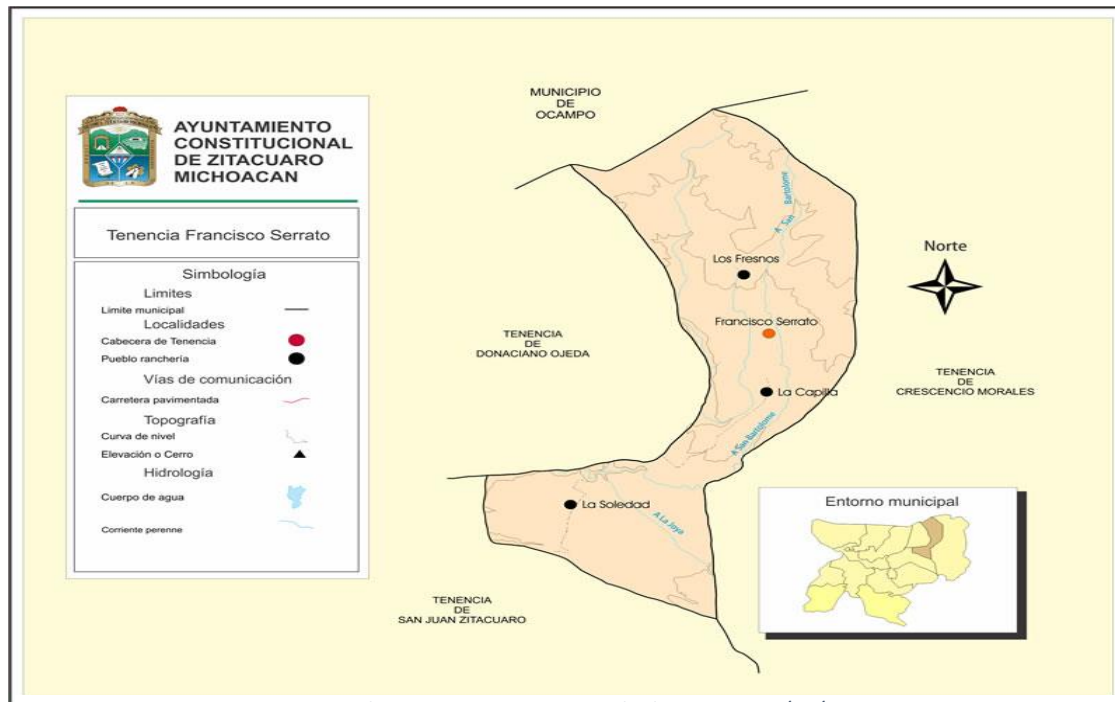 AYUNTAMIENTO
CONSTITUCIONAL
DE ZITACUARO
MICHOACAN
Tenencia Francisco Serrato
Simbología
Limites
Limite municipal
Localidades
Cabecera de Tenencia
Pueblo ranchería
Vías de comunicación
Carretera pavimentada
Topografía
Curva de nivel
Elevación o Cerro
Hidrología
Cuerpo de agua
Corriente perenne
MUNICIPIO
DE
OCAMPO
A San Bartolome
Los Fresnos
Francisco Serrato
La Capilla
A San Bartolome
La Soledad
A La Joya
TENENCIA
DE
DONACIANO OJEDA
TENENCIA
DE
SAN JUAN ZITACUARO
Norte
TENENCIA
DE
CRESCENCIO MORALES
Entorno municipal